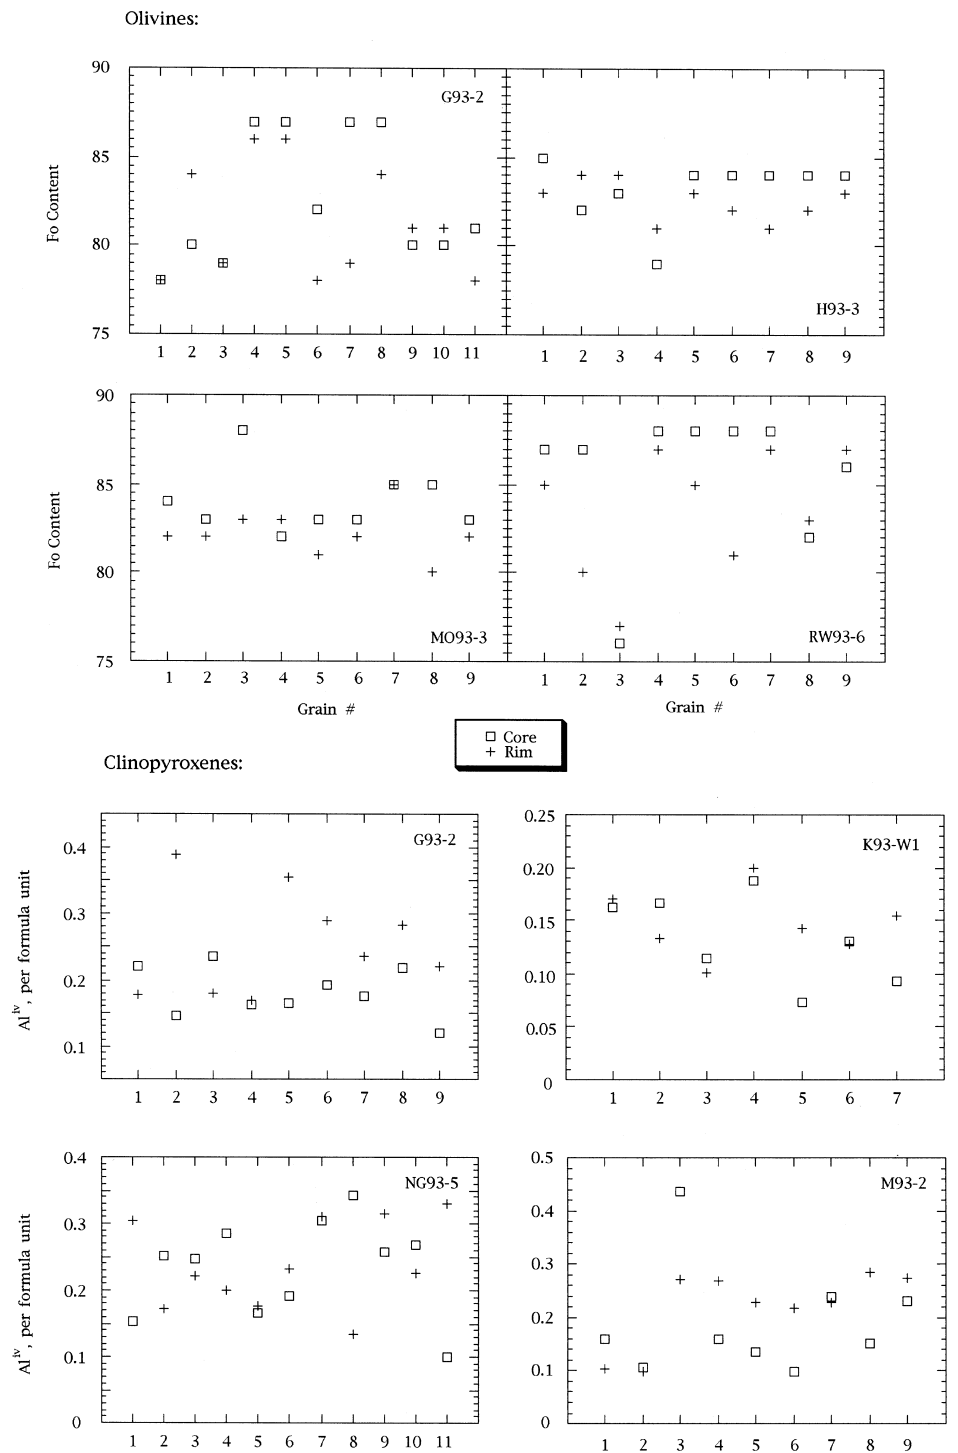 Olivines:
90
85
80
75
Fo Content
G93-2
1 2 3 4 5 6 7 8 9 10 11
H93-3
1 2 3 4 5 6 7 8 9
90
85
80
75
Fo Content
MO93-3
1 2 3 4 5 6 7 8 9
Grain #
RW93-6
1 2 3 4 5 6 7 8 9
Grain #
Core
Rim
Clinopyroxenes:
0.4
0.3
0.2
0.1
Al^iv, per formula unit
G93-2
1 2 3 4 5 6 7 8 9
0.25
0.20
0.15
0.10
0.05
0
K93-W1
1 2 3 4 5 6 7
0.4
0.3
0.2
0.1
0
Al^iv, per formula unit
NG93-5
1 2 3 4 5 6 7 8 9 10 11
0.5
0.4
0.3
0.2
0.1
0
M93-2
1 2 3 4 5 6 7 8 9